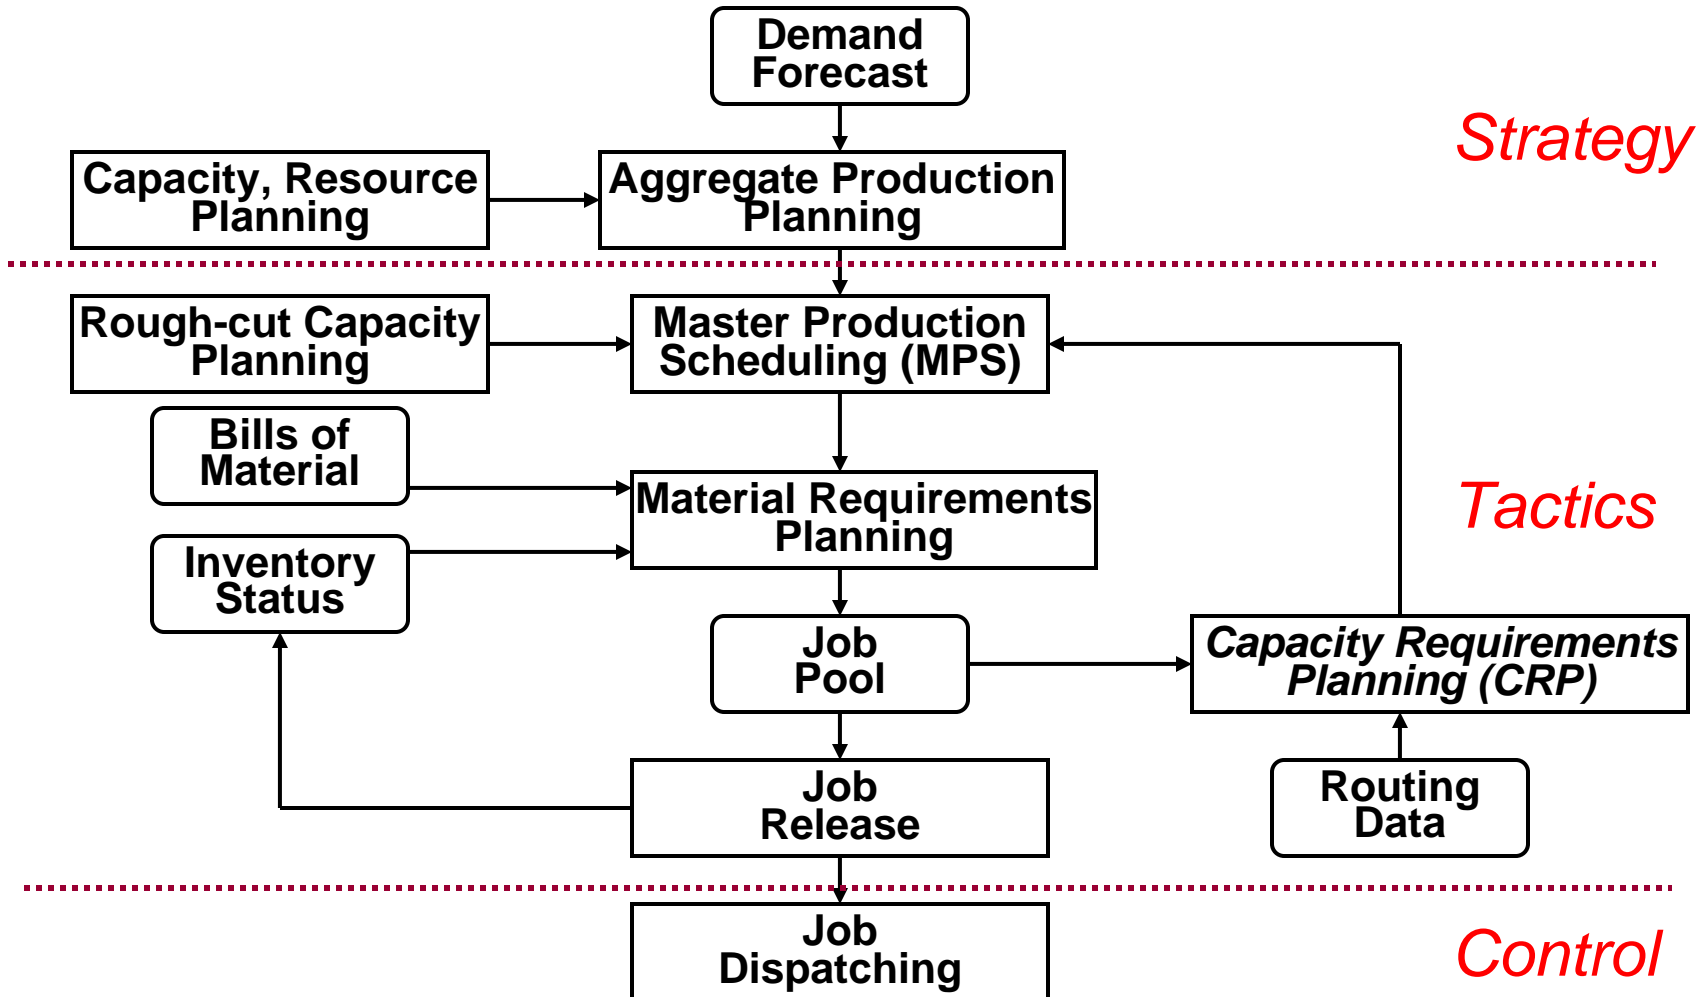 Demand
Forecast
Strategy
Capacity, Resource
Planning
Aggregate Production
Planning
Rough-cut Capacity
Planning
Master Production
Scheduling (MPS)
Bills of
Material
Material Requirements
Planning
Tactics
Inventory
Status
Job
Pool
Capacity Requirements
Planning (CRP)
Job
Release
Routing
Data
Job
Dispatching
Control